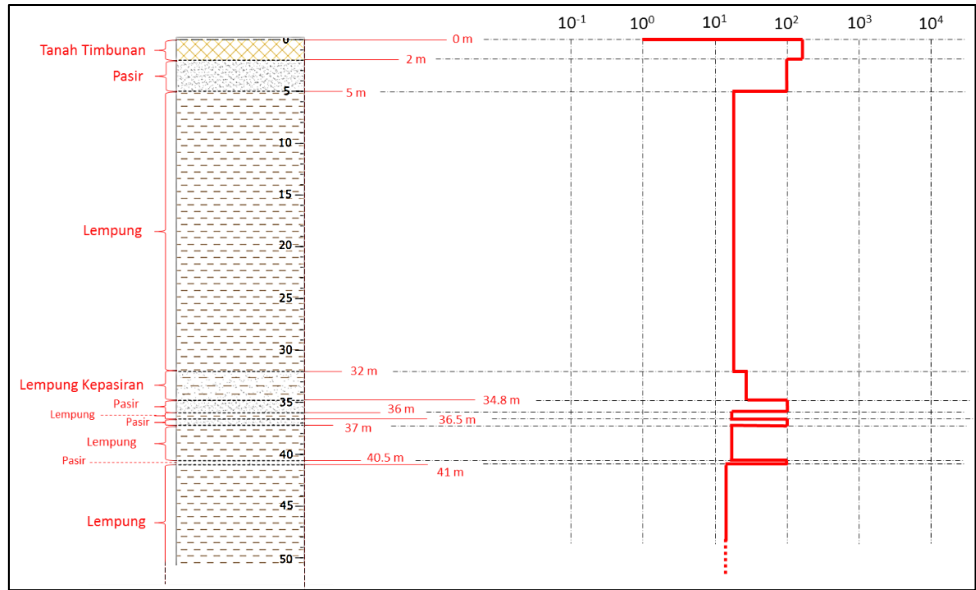 10⁻¹ 10⁰ 10¹ 10² 10³ 10⁴
0
0 m
Tanah Timbunan
2 m
Pasir
5
5 m
10
15
Lempung
20
25
30
32 m
Lempung Kepasiran
34.8 m
35
Pasir
36 m
Lempung
36.5 m
Pasir
37 m
Lempung
40
40.5 m
Pasir
41 m
45
Lempung
50